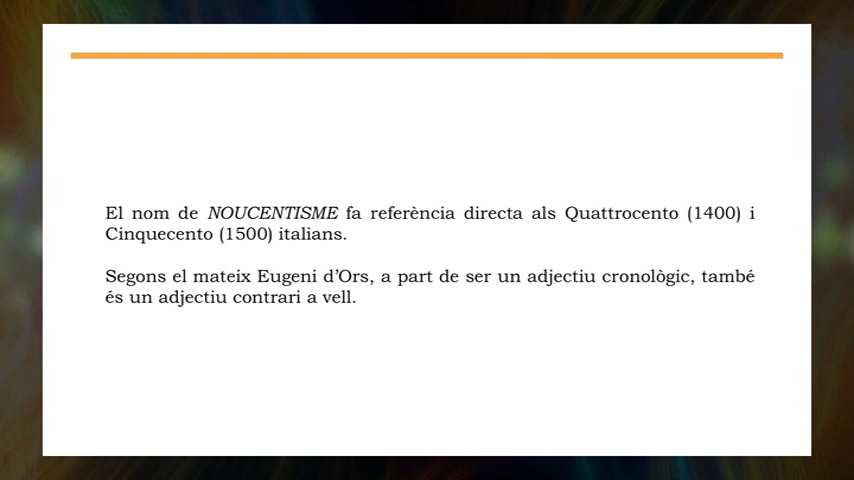 El nom de NOUCENTISME fa referència directa als Quattrocento (1400) i
Cinquecento (1500) italians.
Segons el mateix Eugeni d’Ors, a part de ser un adjectiu cronològic, també
és un adjectiu contrari a vell.